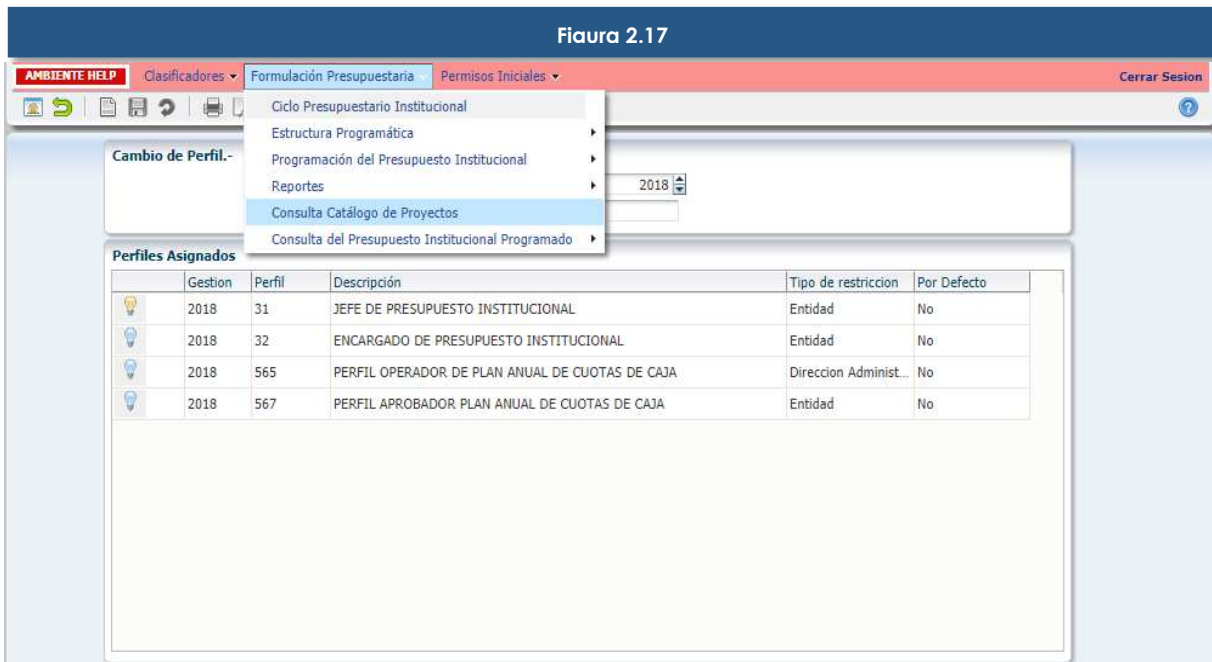 Figura 2.17
AMBIENTE HELP Clasificadores Formulación Presupuestaria Permisos Iniciales Cerrar Sesion
Ciclo Presupuestario Institucional
Estructura Programática
Programación del Presupuesto Institucional
Reportes
Consulta Catálogo de Proyectos
Consulta del Presupuesto Institucional Programado
Cambio de Perfil.-
2018
Perfiles Asignados
Gestion Perfil Descripción Tipo de restriccion Por Defecto
2018 31 JEFE DE PRESUPUESTO INSTITUCIONAL Entidad No
2018 32 ENCARGADO DE PRESUPUESTO INSTITUCIONAL Entidad No
2018 565 PERFIL OPERADOR DE PLAN ANUAL DE CUOTAS DE CAJA Direccion Administ... No
2018 567 PERFIL APROBADOR PLAN ANUAL DE CUOTAS DE CAJA Entidad No